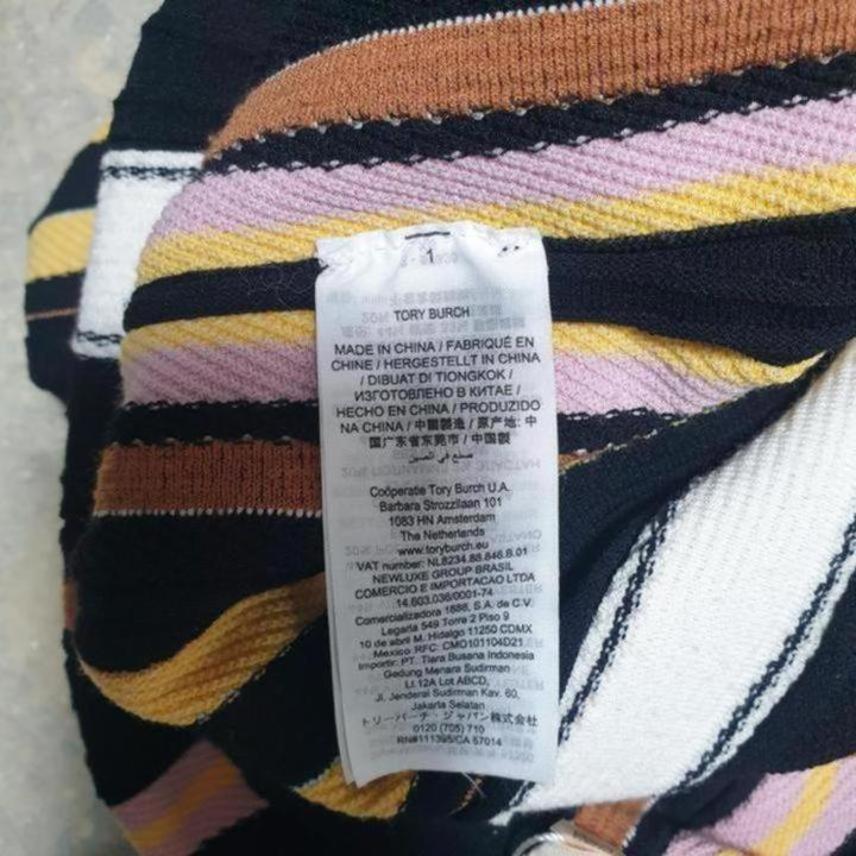 1
TORY BURCH
MADE IN CHINA / FABRIQUÉ EN
CHINE / HERGESTELLT IN CHINA
/ DIBUAT DI TIONGKOK /
ИЗГОТОВЛЕНО В КИТАЕ /
HECHO EN CHINA / PRODUZIDO
NA CHINA / 中國製造 / 原产地: 中
国广东省东莞市 / 中国製
صنع في الصين
Coöperatie Tory Burch U.A.
Barbara Strozzilaan 101
1083 HN Amsterdam
The Netherlands
www.toryburch.eu
VAT number: NL8234.88.846.B.01
NEWLUXE GROUP BRASIL
COMERCIO E IMPORTACAO LTDA
14.603.036/0001-74
Comercializadora 1888, S.A. de C.V.
Legaria 549 Torre 2 Piso 9
10 de abril M. Hidalgo 11250 CDMX
Mexico RFC: CMO101104D21
Importir: PT. Tiara Busana Indonesia
Gedung Menara Sudirman
Lt.12A Lot ABCD,
Jl. Jenderal Sudirman Kav. 60,
Jakarta Selatan
トリーバーチ・ジャパン株式会社
0120 (705) 710
RN#111395/CA 57014